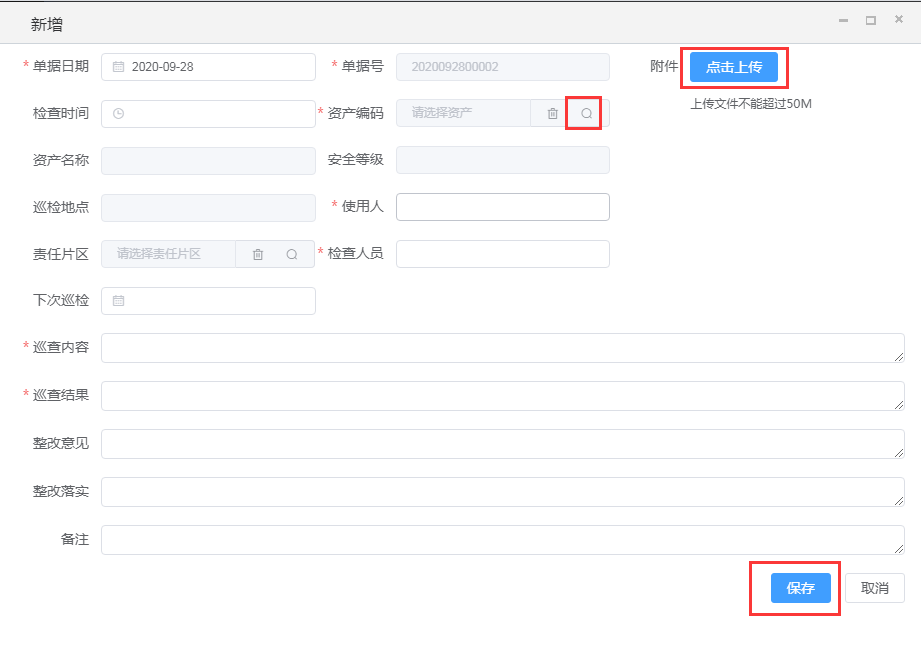 新增
* 单据日期 2020-09-28 * 单据号 2020092800002 附件 点击上传
上传文件不能超过50M
检查时间 * 资产编码 请选择资产
资产名称 安全等级
巡检地点 * 使用人
责任片区 请选择责任片区 * 检查人员
下次巡检
* 巡查内容
* 巡查结果
整改意见
整改落实
备注
保存 取消